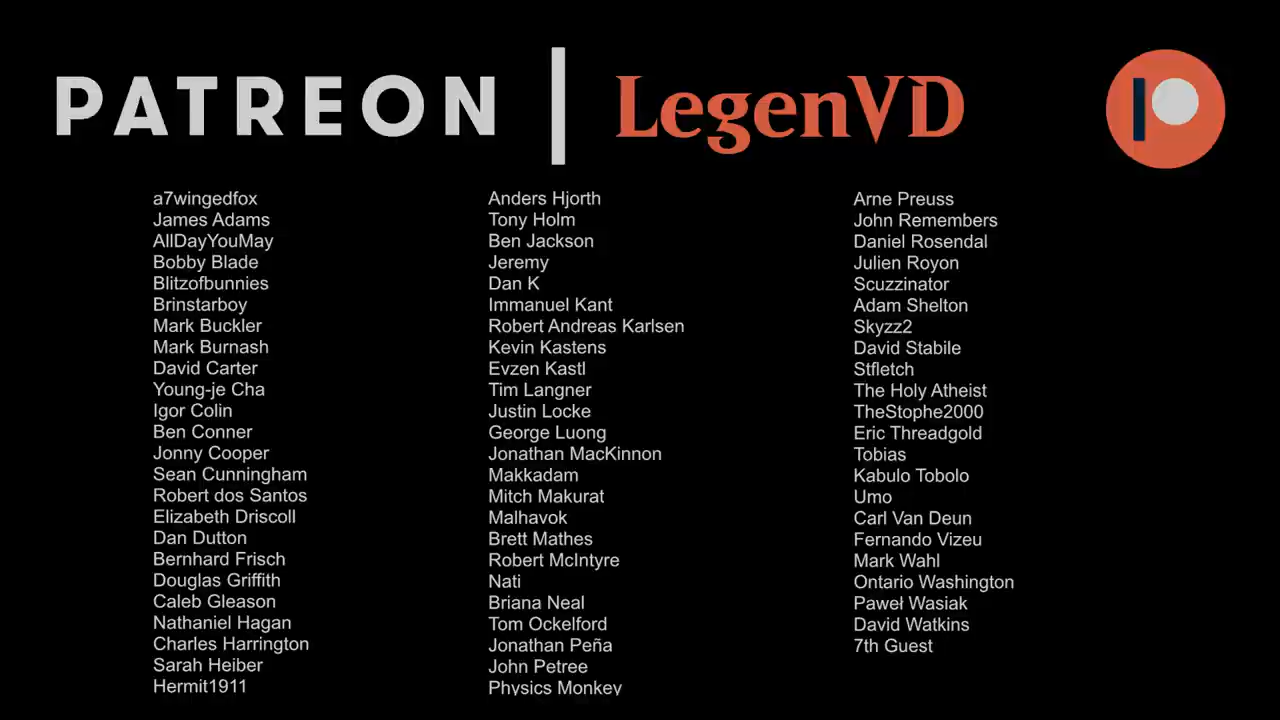 PATREON | LegenVD
a7wingedfox
James Adams
AllDayYouMay
Bobby Blade
Blitzofbunnies
Brinstarboy
Mark Buckler
Mark Burnash
David Carter
Young-je Cha
Igor Colin
Ben Conner
Jonny Cooper
Sean Cunningham
Robert dos Santos
Elizabeth Driscoll
Dan Dutton
Bernhard Frisch
Douglas Griffith
Caleb Gleason
Nathaniel Hagan
Charles Harrington
Sarah Heiber
Hermit1911
Anders Hjorth
Tony Holm
Ben Jackson
Jeremy
Dan K
Immanuel Kant
Robert Andreas Karlsen
Kevin Kastens
Evzen Kastl
Tim Langner
Justin Locke
George Luong
Jonathan MacKinnon
Makkadam
Mitch Makurat
Malhavok
Brett Mathes
Robert McIntyre
Nati
Briana Neal
Tom Ockelford
Jonathan Peña
John Petree
Physics Monkey
Arne Preuss
John Remembers
Daniel Rosendal
Julien Royon
Scuzzinator
Adam Shelton
Skyzz2
David Stabile
Stfletch
The Holy Atheist
TheStophe2000
Eric Threadgold
Tobias
Kabulo Tobolo
Umo
Carl Van Deun
Fernando Vizeu
Mark Wahl
Ontario Washington
Paweł Wasiak
David Watkins
7th Guest